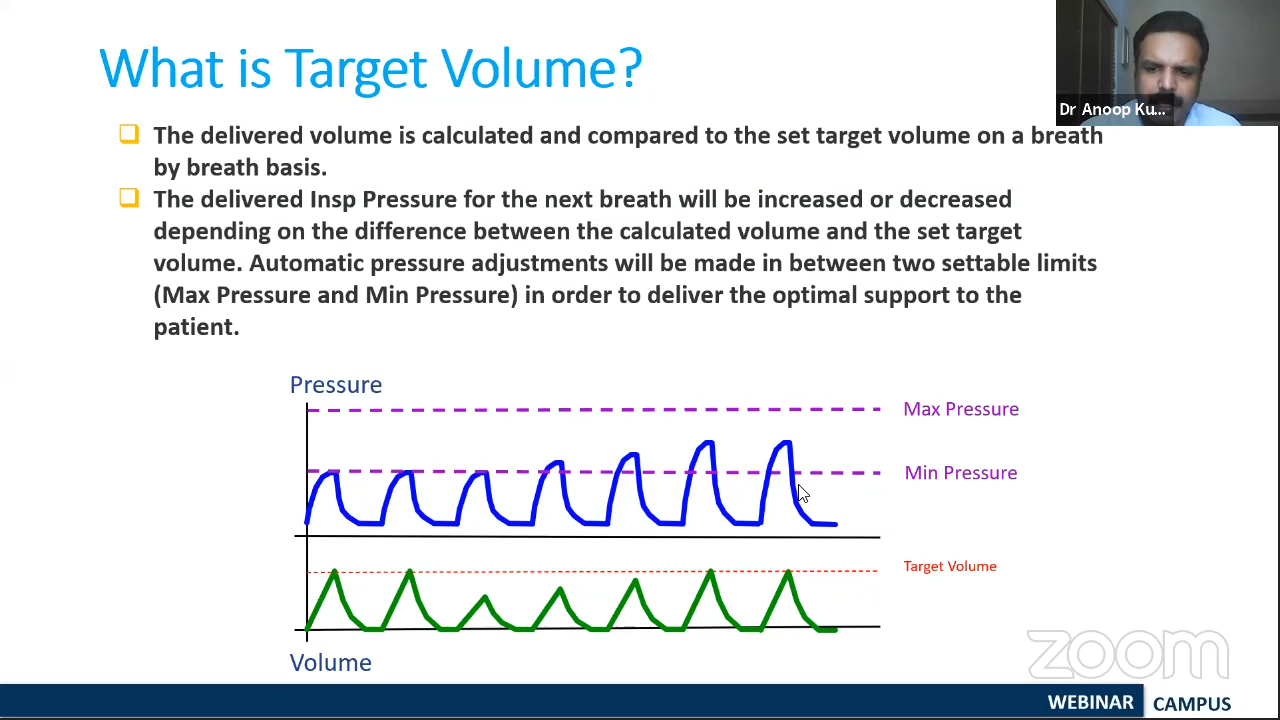 What is Target Volume?
Dr Anoop Ku...
❑ The delivered volume is calculated and compared to the set target volume on a breath
by breath basis.
❑ The delivered Insp Pressure for the next breath will be increased or decreased
depending on the difference between the calculated volume and the set target
volume. Automatic pressure adjustments will be made in between two settable limits
(Max Pressure and Min Pressure) in order to deliver the optimal support to the
patient.
Pressure
Max Pressure
Min Pressure
Target Volume
Volume
zoom
WEBINAR CAMPUS